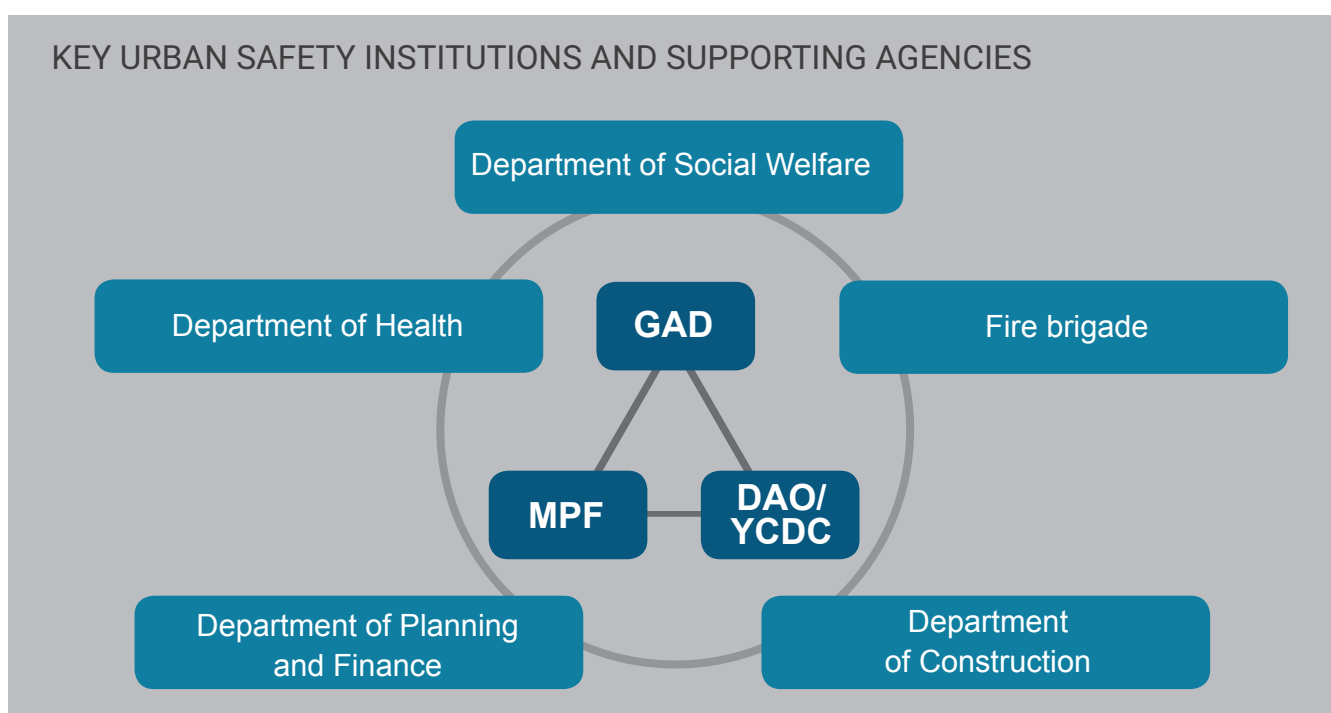 KEY URBAN SAFETY INSTITUTIONS AND SUPPORTING AGENCIES
Department of Social Welfare
Department of Health
GAD
Fire brigade
MPF
DAO/
YCDC
Department of Planning
and Finance
Department
of Construction